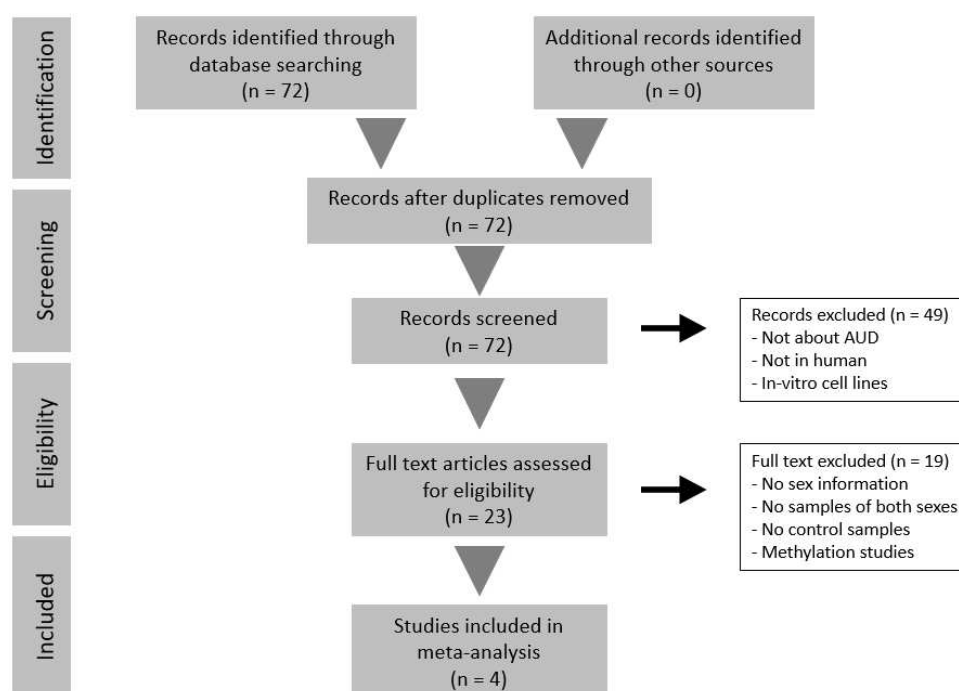 Identification
Records identified through
database searching
(n = 72)
Additional records identified
through other sources
(n = 0)
Screening
Records after duplicates removed
(n = 72)
Records screened
(n = 72)
Records excluded (n = 49)
- Not about AUD
- Not in human
- In-vitro cell lines
Eligibility
Full text articles assessed
for eligibility
(n = 23)
Full text excluded (n = 19)
- No sex information
- No samples of both sexes
- No control samples
- Methylation studies
Included
Studies included in
meta-analysis
(n = 4)